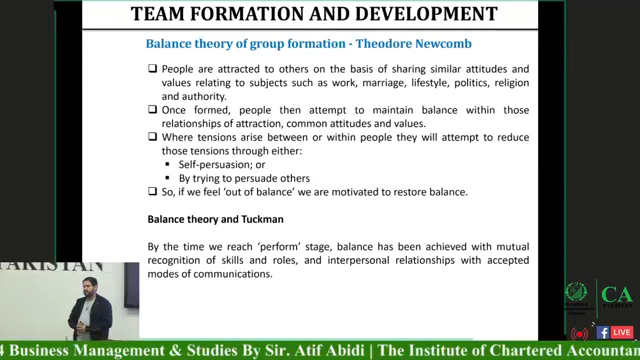 TEAM FORMATION AND DEVELOPMENT
Balance theory of group formation - Theodore Newcomb
People are attracted to others on the basis of sharing similar attitudes and
values relating to subjects such as work, marriage, lifestyle, politics, religion
and authority.
Once formed, people then attempt to maintain balance within those
relationships of attraction, common attitudes and values.
Where tensions arise between or within people they will attempt to reduce
those tensions through either:
Self-persuasion; or
By trying to persuade others
So, if we feel 'out of balance' we are motivated to restore balance.
Balance theory and Tuckman
By the time we reach 'perform' stage, balance has been achieved with mutual
recognition of skills and roles, and interpersonal relationships with accepted
modes of communications.
PAKISTAN
CA
PAKISTAN
LIVE
4 Business Management & Studies By Sir. Atif Abidi | The Institute of Chartered Accountan